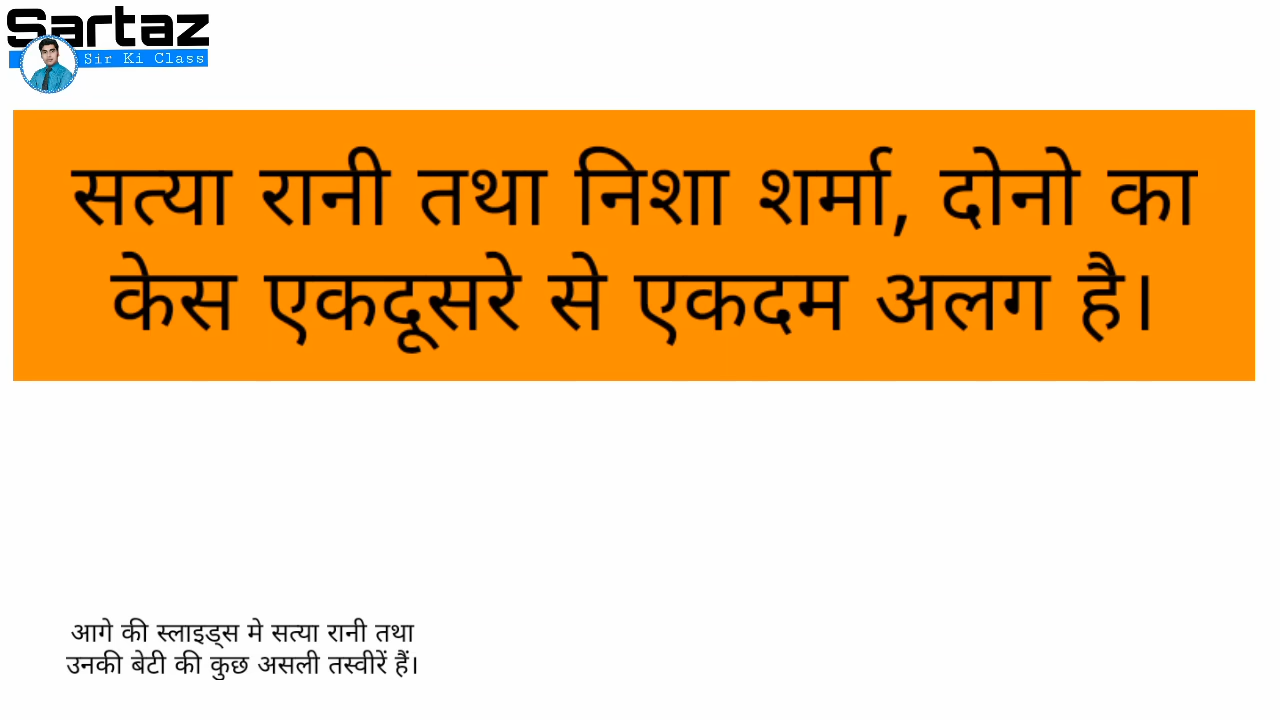 Sartaz
Sir Ki Class
सत्या रानी तथा निशा शर्मा, दोनो का
केस एकदूसरे से एकदम अलग है।
आगे की स्लाइड्स मे सत्या रानी तथा
उनकी बेटी की कुछ असली तस्वीरें हैं।